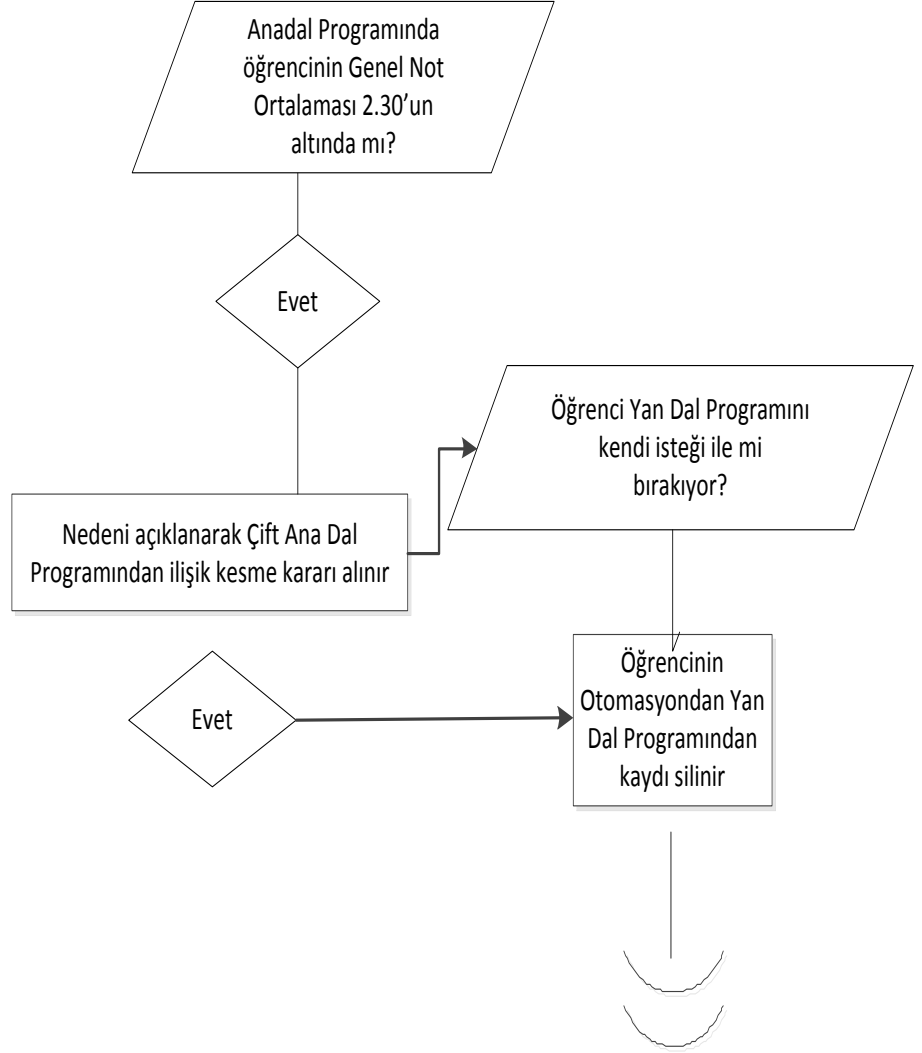 Anadal Programında
öğrencinin Genel Not
Ortalaması 2.30’un
altında mı?
Evet
Öğrenci Yan Dal Programını
kendi isteği ile mi
bırakıyor?
Nedeni açıklanarak Çift Ana Dal
Programından ilişik kesme kararı alınır
Evet
Öğrencinin
Otomasyondan Yan
Dal Programından
kaydı silinir